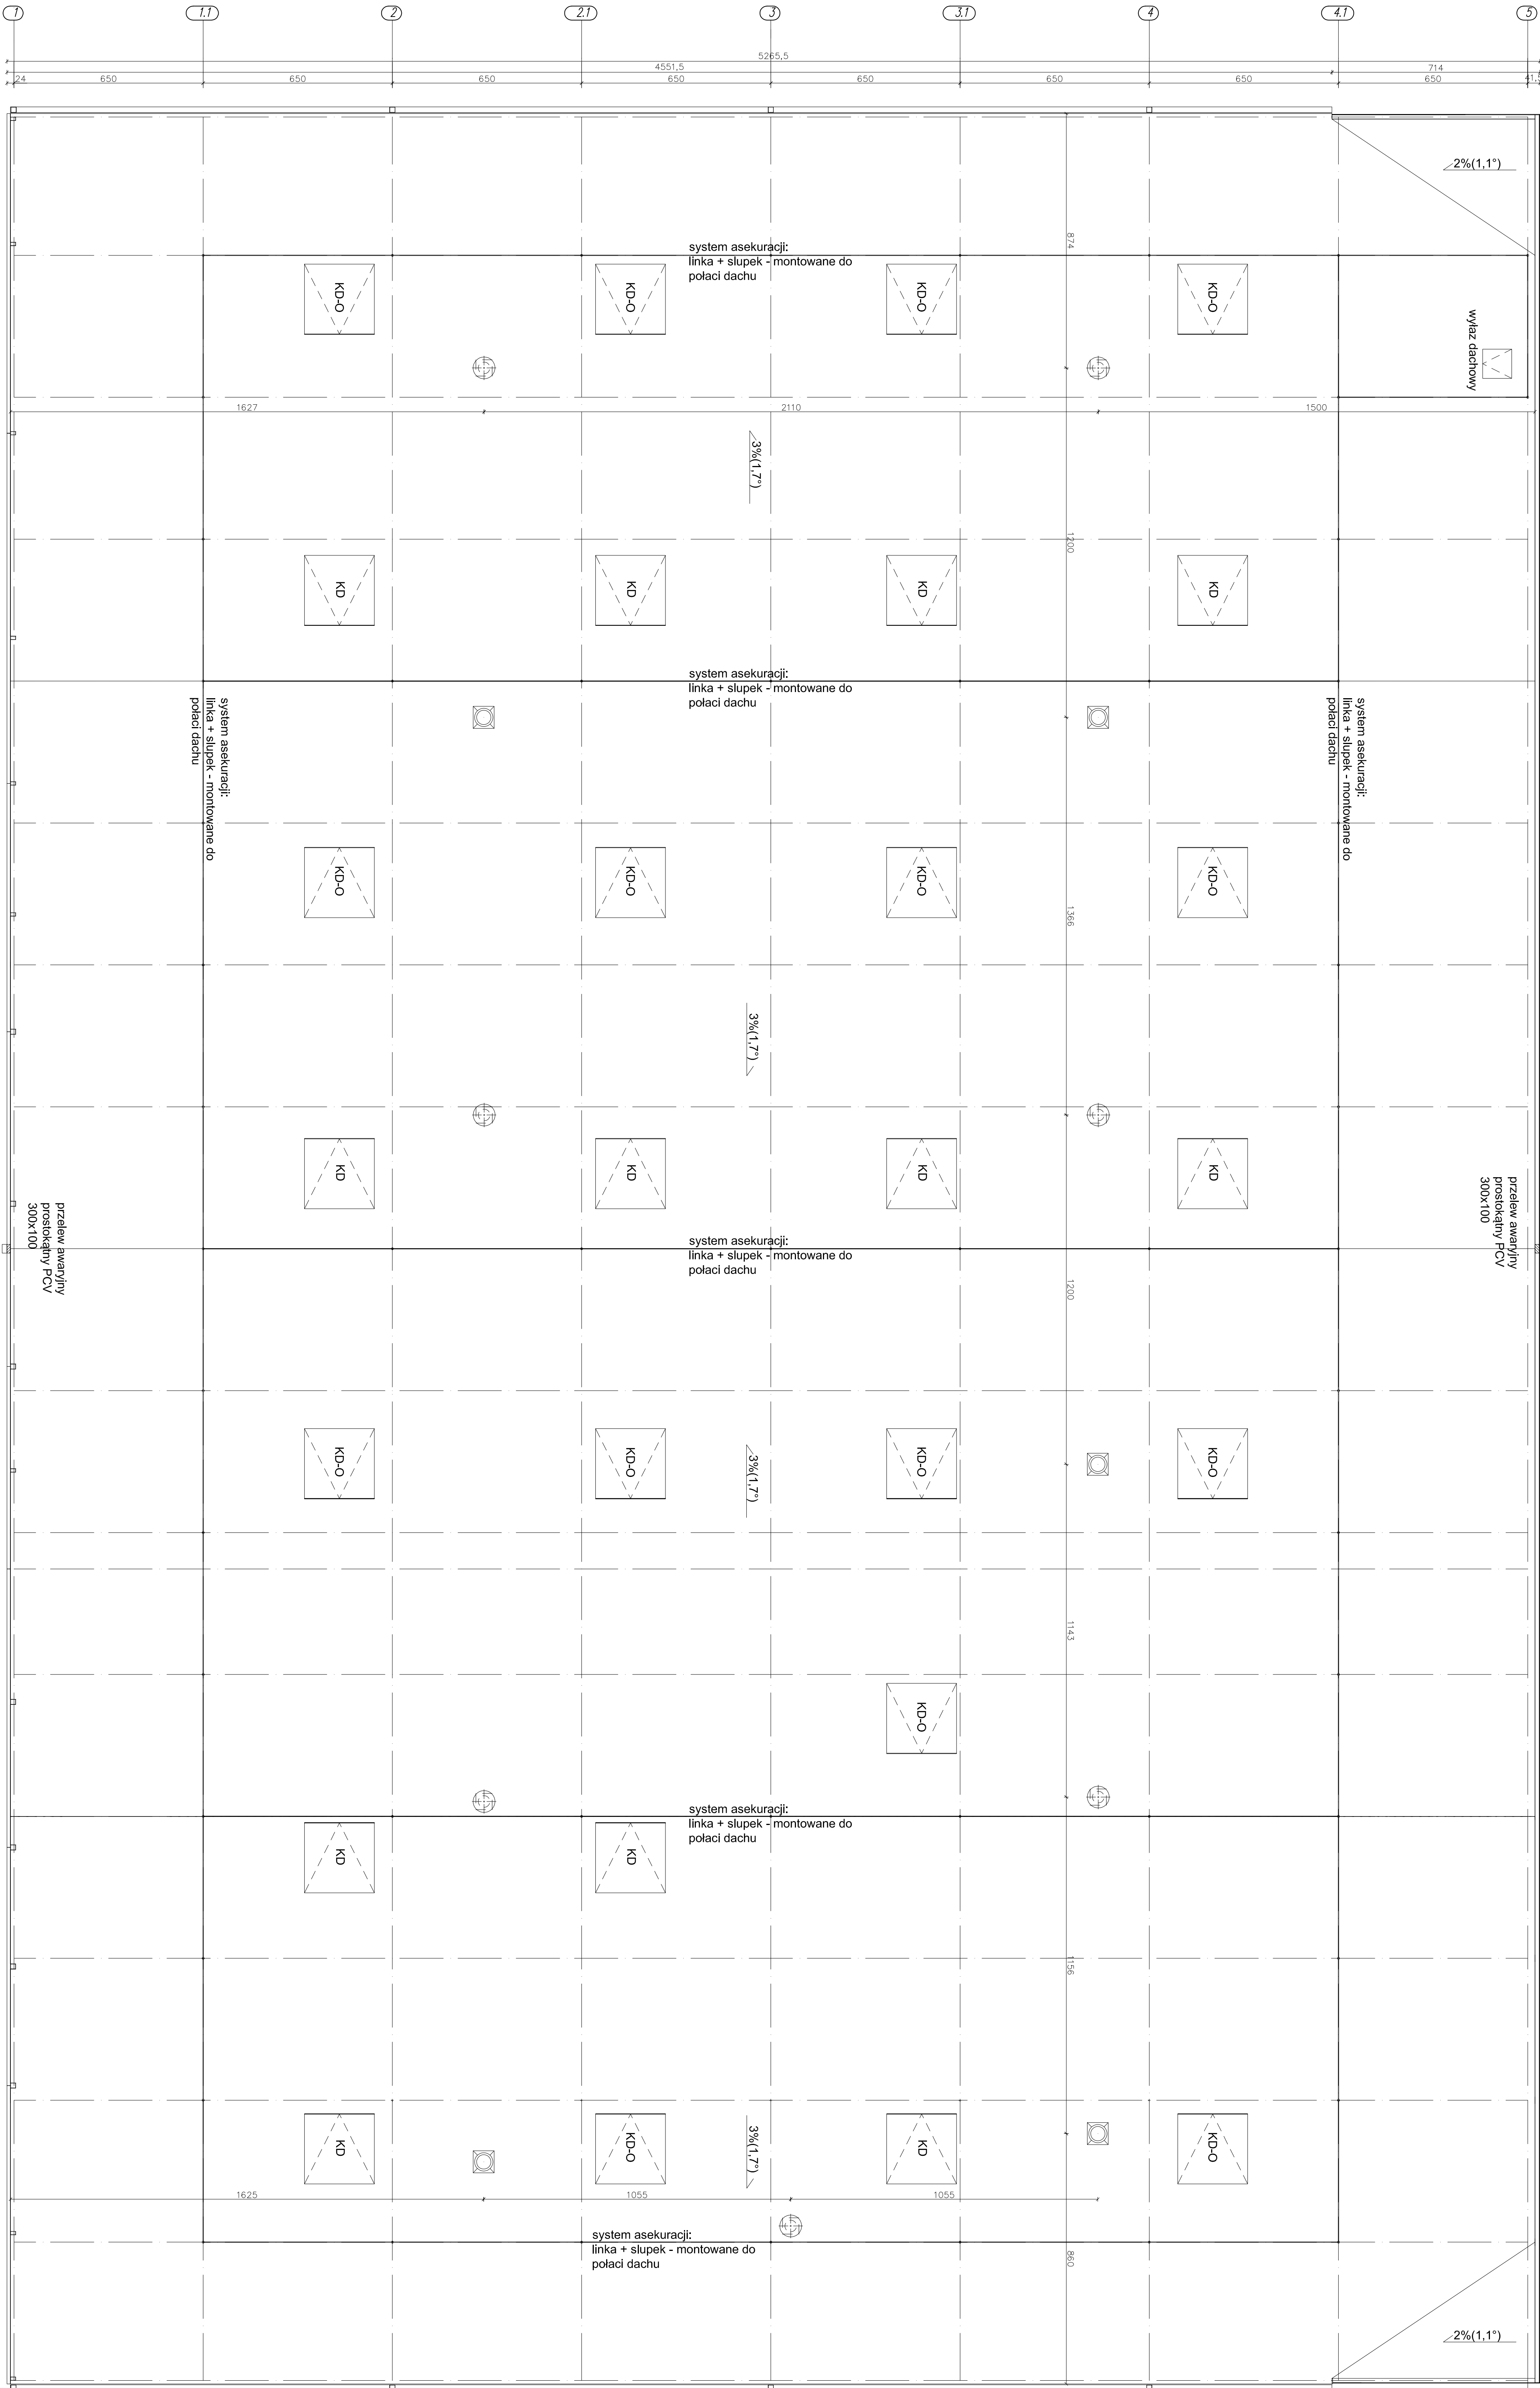 1
1.1
2
2.1
3
3.1
4
4.1
5
5265,5
4551,5
714
24
650
650
650
650
650
650
650
650
41,5
2%(1,1°)
874
system asekuracji:
linka + slupek - montowane do
połaci dachu
KD-O
KD-O
KD-O
KD-O
wyłaz dachowy
1627
2110
1500
3%(1,7°)
1200
KD
KD
KD
KD
system asekuracji:
linka + slupek - montowane do
połaci dachu
system asekuracji:
linka + slupek - montowane do
połaci dachu
system asekuracji:
linka + slupek - montowane do
połaci dachu
KD-O
KD-O
KD-O
KD-O
1366
3%(1,7°)
KD
KD
KD
KD
przelew awaryjny
prostokątny PCV
300x100
przelew awaryjny
prostokątny PCV
300x100
system asekuracji:
linka + slupek - montowane do
połaci dachu
1200
KD-O
KD-O
KD-O
KD-O
3%(1,7°)
1143
KD-O
system asekuracji:
linka + slupek - montowane do
połaci dachu
KD
KD
1156
KD
KD-O
KD
KD-O
3%(1,7°)
1625
1055
1055
system asekuracji:
linka + slupek - montowane do
połaci dachu
860
2%(1,1°)